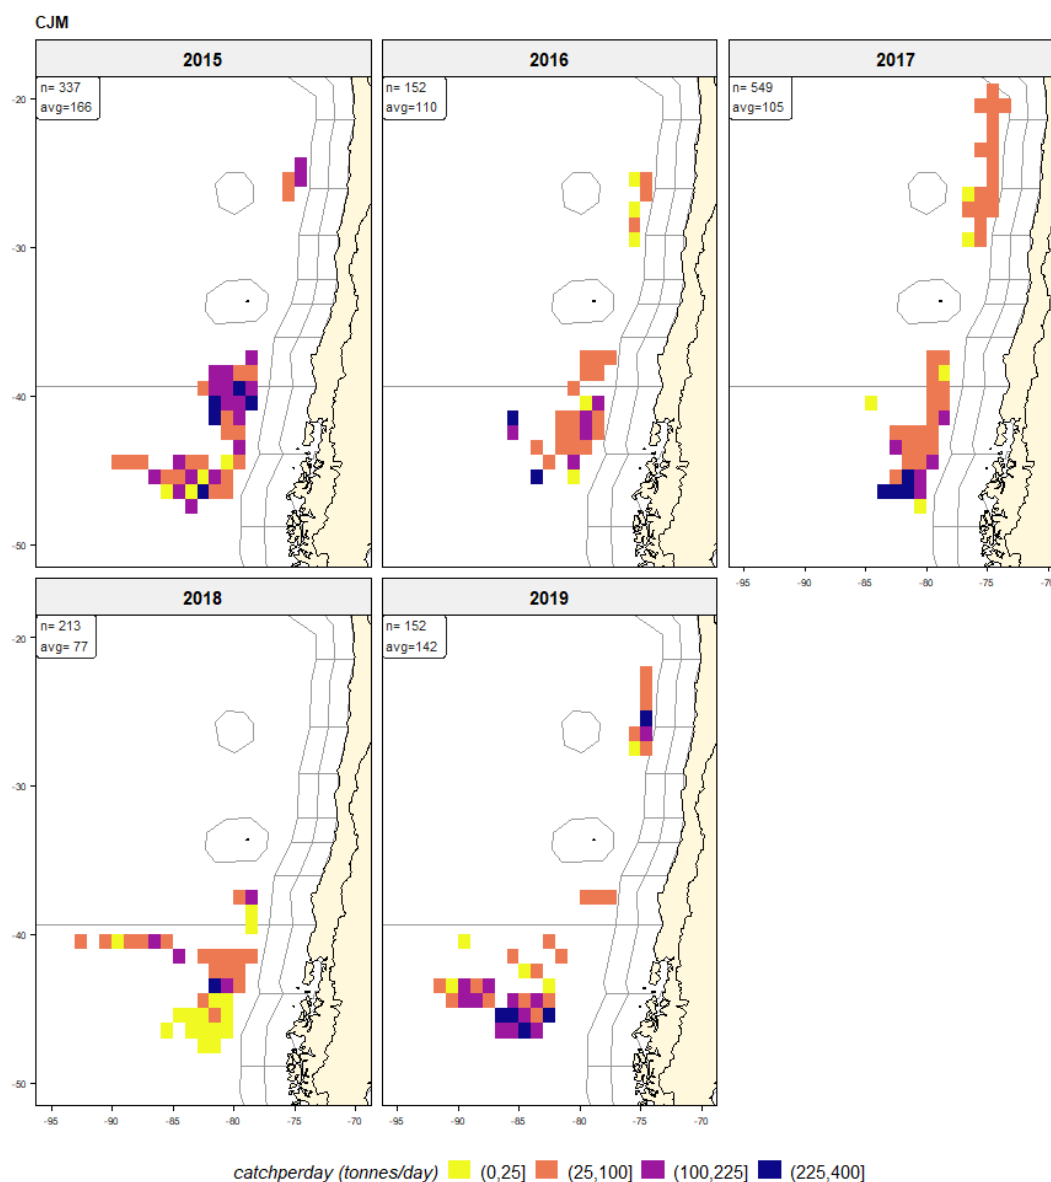 CJM
2015
2016
2017
n= 337
avg=166
n= 152
avg=110
n= 549
avg=105
-20
-30
-40
-50
-95
-90
-85
-80
-75
-70
2018
2019
n= 213
avg= 77
n= 152
avg=142
-20
-30
-40
-50
-95
-90
-85
-80
-75
-70
-95
-90
-85
-80
-75
-70
catchperday (tonnes/day)
(0,25]
(25,100]
(100,225]
(225,400]